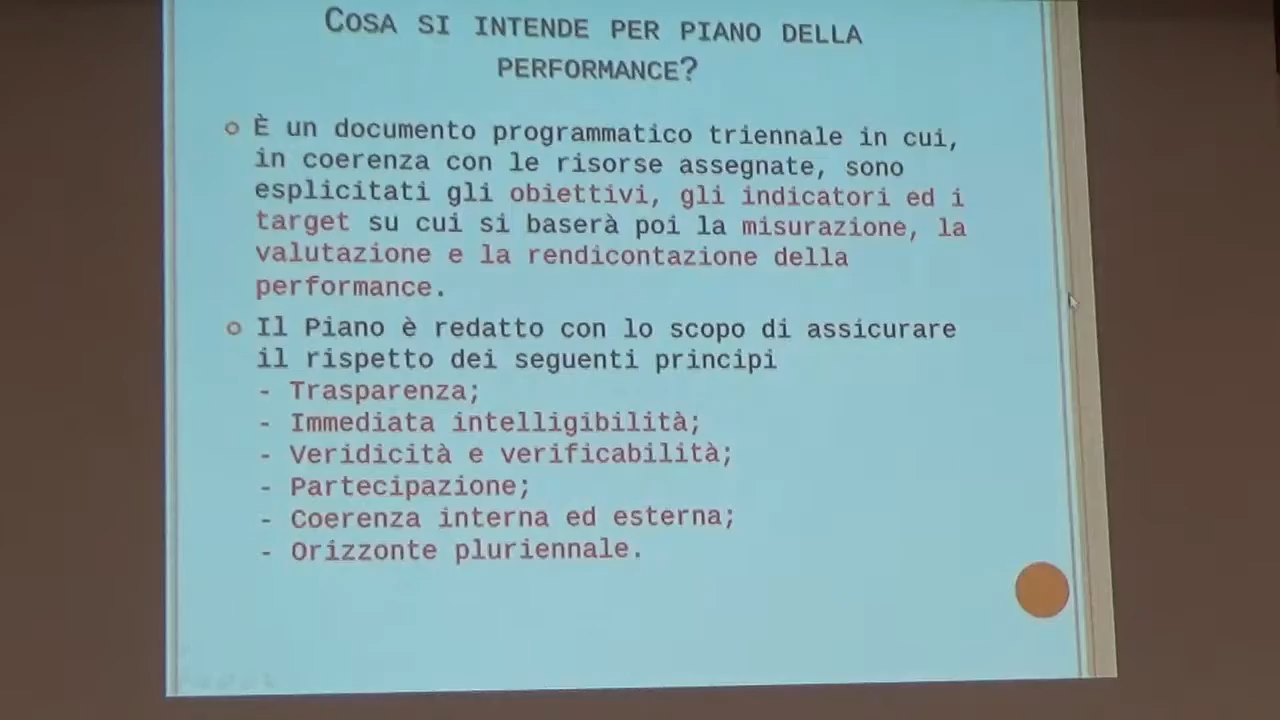 COSA SI INTENDE PER PIANO DELLA
PERFORMANCE?
È un documento programmatico triennale in cui,
in coerenza con le risorse assegnate, sono
esplicitati gli obiettivi, gli indicatori ed i
target su cui si baserà poi la misurazione, la
valutazione e la rendicontazione della
performance.
Il Piano è redatto con lo scopo di assicurare
il rispetto dei seguenti principi
- Trasparenza;
- Immediata intelligibilità;
- Veridicità e verificabilità;
- Partecipazione;
- Coerenza interna ed esterna;
- Orizzonte pluriennale.